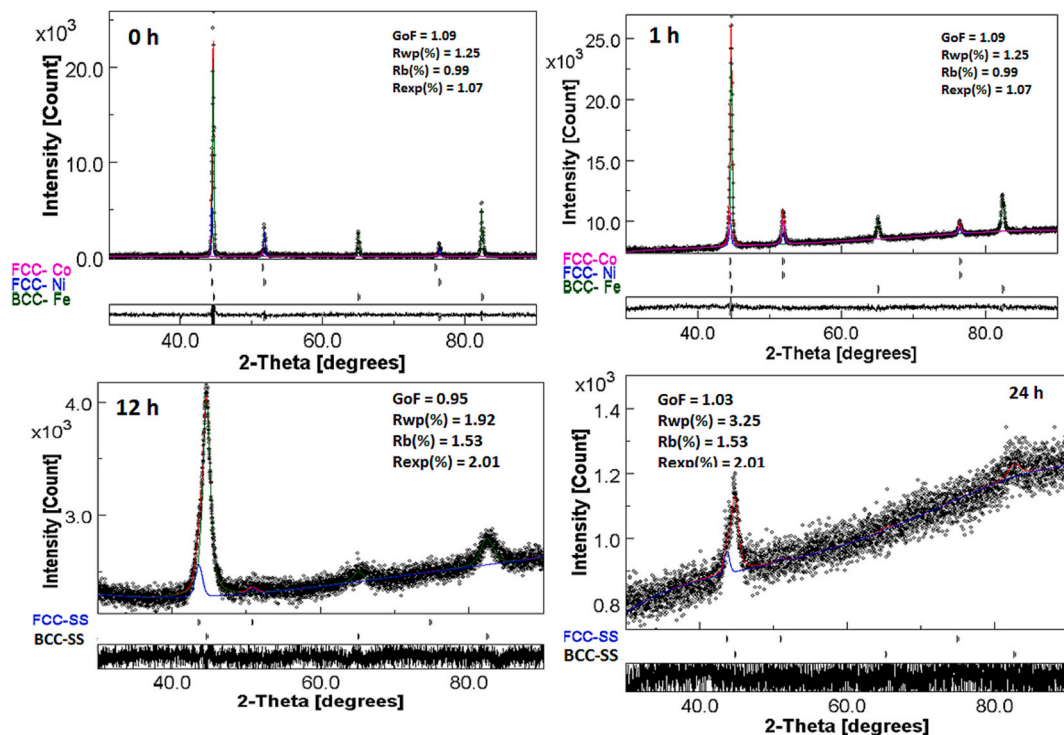 ×10³
0 h
GoF = 1.09
Rwp(%) = 1.25
Rb(%) = 0.99
Rexp(%) = 1.07
Intensity [Count]
20.0
10.0
0.0
FCC- Co
FCC- Ni
BCC- Fe
40.0 60.0 80.0
2-Theta [degrees]
×10³
1 h
GoF = 1.09
Rwp(%) = 1.25
Rb(%) = 0.99
Rexp(%) = 1.07
Intensity [Count]
25.0
20.0
15.0
10.0
FCC-Co
FCC-Ni
BCC-Fe
40.0 60.0 80.0
2-Theta [degrees]
4.0
×10³
12 h
GoF = 0.95
Rwp(%) = 1.92
Rb(%) = 1.53
Rexp(%) = 2.01
Intensity [Count]
3.0
FCC-SS
BCC-SS
40.0 60.0 80.0
2-Theta [degrees]
×10³
24 h
GoF = 1.03
Rwp(%) = 3.25
Rb(%) = 1.53
Rexp(%) = 2.01
Intensity [Count]
1.4
1.2
1.0
0.8
FCC-SS
BCC-SS
40.0 60.0 80.0
2-Theta [degrees]